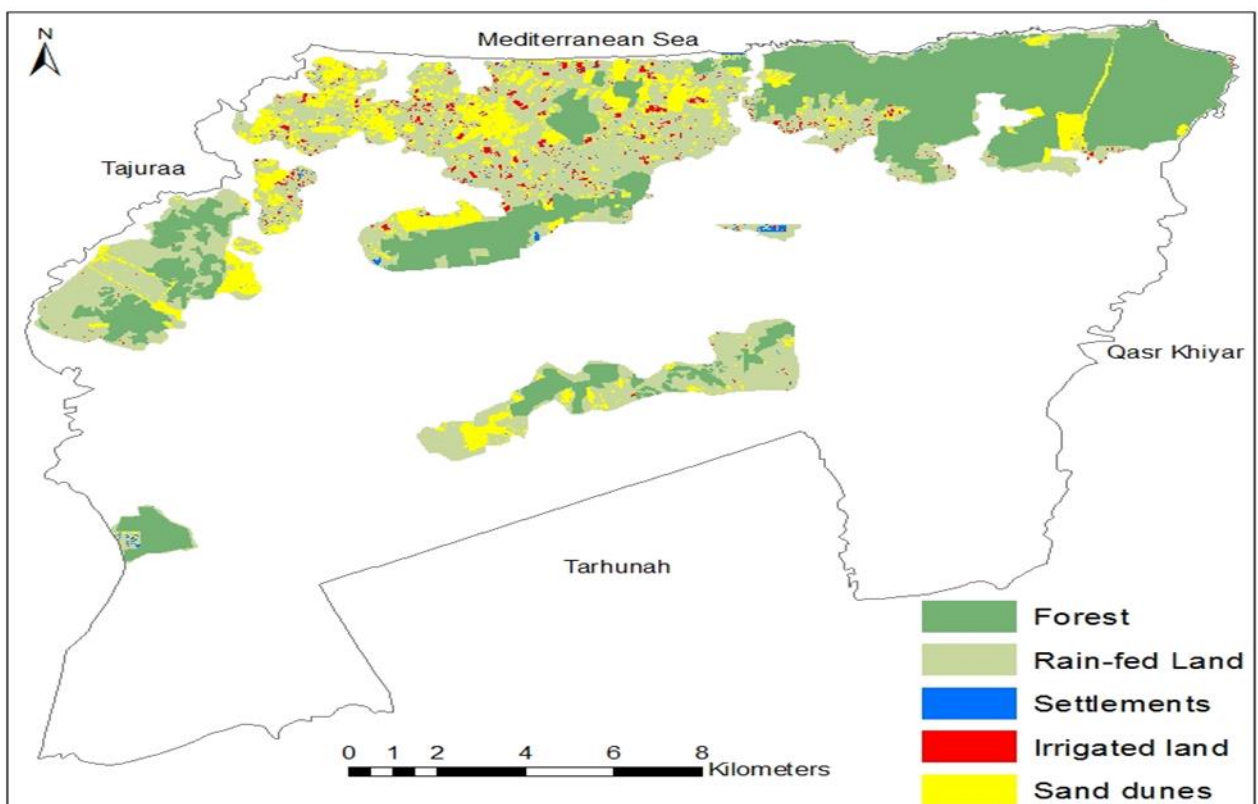 N
Mediterranean Sea
Tajuraa
Qasr Khiyar
Tarhunah
Forest
Rain-fed Land
Settlements
Irrigated land
Sand dunes
0 1 2 4 6 8
Kilometers